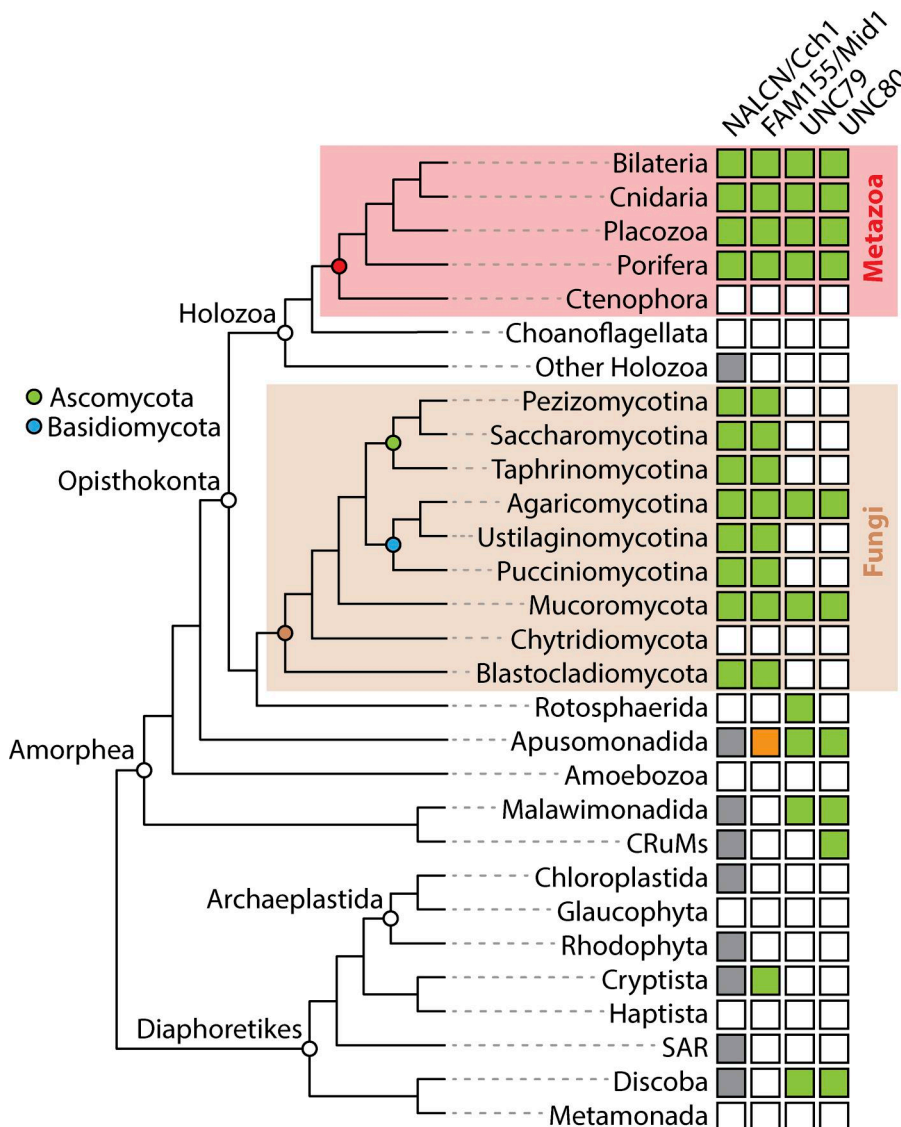 NALCN/Cch1
FAM155/Mid1
UNC79
UNC80
Bilateria
Cnidaria
Placozoa
Porifera
Ctenophora
Metazoa
Holozoa
Choanoflagellata
Other Holozoa
Ascomycota
Basidiomycota
Opisthokonta
Pezizomycotina
Saccharomycotina
Taphrinomycotina
Agaricomycotina
Ustilaginomycotina
Pucciniomycotina
Mucoromycota
Chytridiomycota
Blastocladiomycota
Fungi
Rotosphaerida
Apusomonadida
Amorphea
Amoebozoa
Malawimonadida
CRuMs
Chloroplastida
Archaeplastida
Glaucophyta
Rhodophyta
Cryptista
Haptista
Diaphoretikes
SAR
Discoba
Metamonada